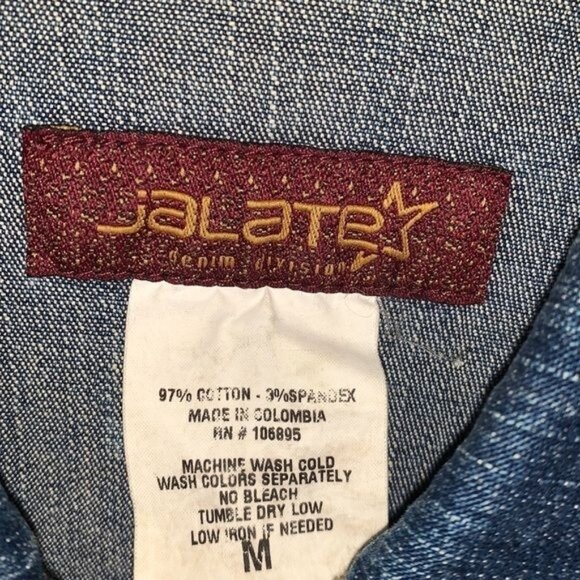 jalate
denim division
97% COTTON - 3%SPANDEX
MADE IN COLOMBIA
RN # 106895
MACHINE WASH COLD
WASH COLORS SEPARATELY
NO BLEACH
TUMBLE DRY LOW
LOW IRON IF NEEDED
M